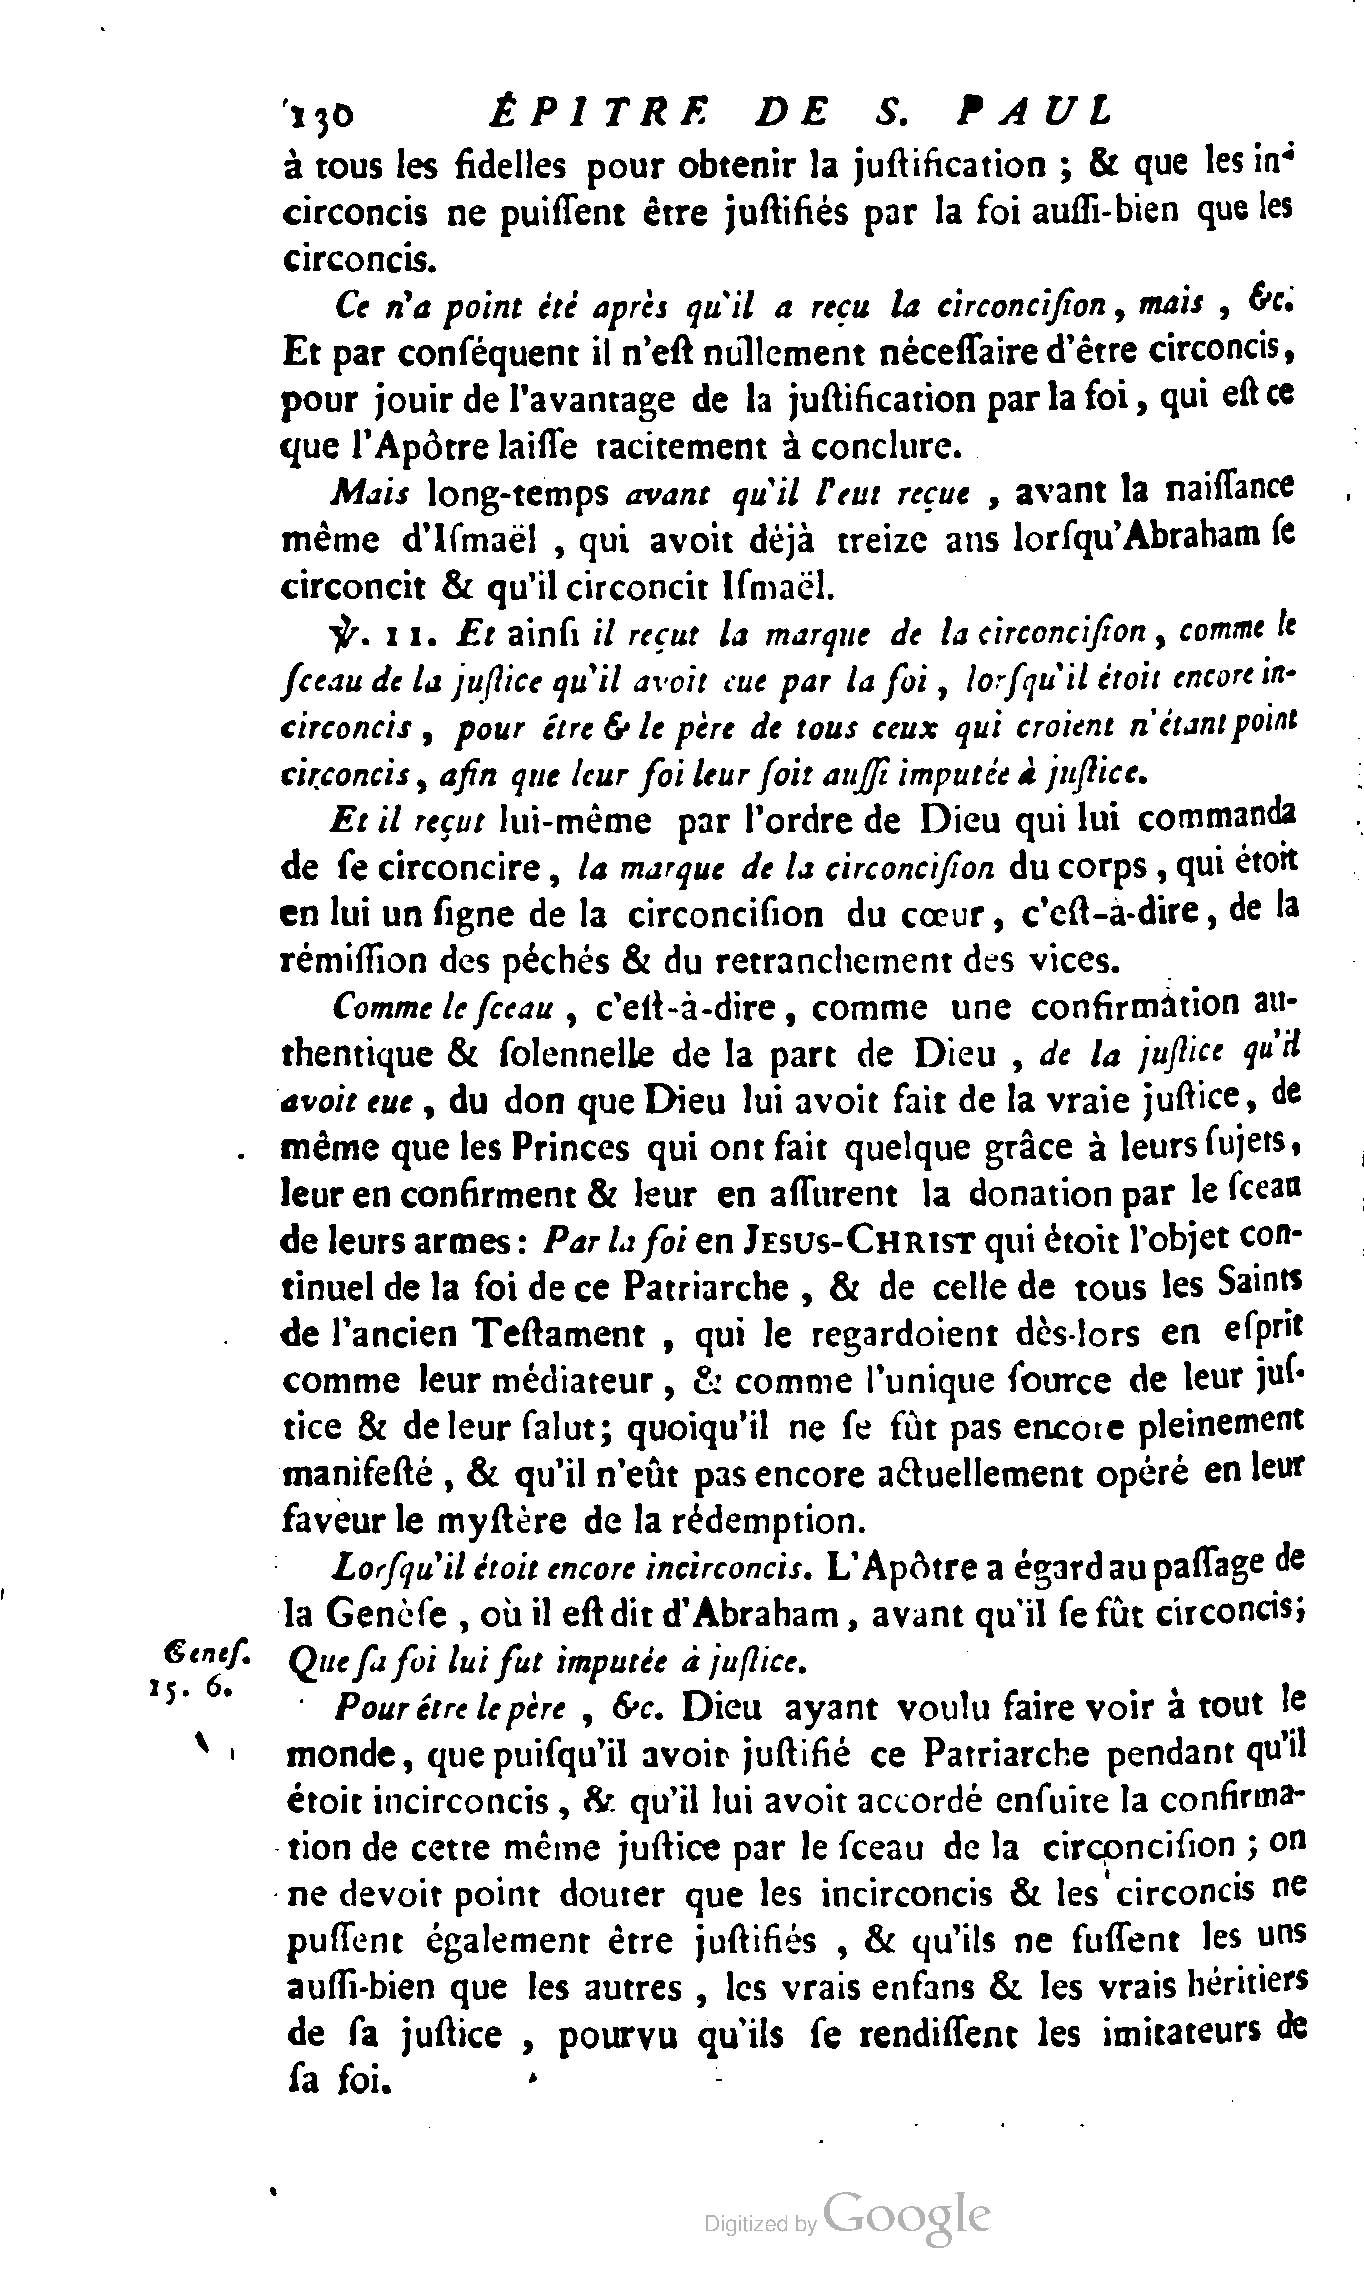 130 ÉPITRE DE S. PAUL
à tous les fidelles pour obtenir la juſtification ; & que les in-
circoncis ne puiſſent être juſtifiés par la foi auſſi-bien que les
circoncis.
Ce n'a point été après qu'il a reçu la circonciſion, mais, &c.
Et par conſéquent il n'eſt nullement néceſſaire d'être circoncis,
pour jouir de l'avantage de la juſtification par la foi, qui eſt ce
que l'Apôtre laiſſe tacitement à conclure.
Mais long-temps avant qu'il l'eut reçue, avant la naiſſance
même d'Iſmaël, qui avoit déjà treize ans lorſqu'Abraham ſe
circoncit & qu'il circoncit Iſmaël.
℣. 11. Et ainſi il reçut la marque de la circonciſion, comme le
ſceau de la juſtice qu'il avoit eue par la foi, lorſqu'il étoit encore in-
circoncis, pour être & le père de tous ceux qui croient n'étant point
circoncis, afin que leur foi leur ſoit auſſi imputée à juſtice.
Et il reçut lui-même par l'ordre de Dieu qui lui commanda
de ſe circoncire, la marque de la circonciſion du corps, qui étoit
en lui un ſigne de la circonciſion du cœur, c'eſt-à-dire, de la
rémiſſion des péchés & du retranchement des vices.
Comme le ſceau, c'eſt-à-dire, comme une confirmation au-
thentique & ſolennelle de la part de Dieu, de la juſtice qu'il
avoit eue, du don que Dieu lui avoit fait de la vraie juſtice, de
même que les Princes qui ont fait quelque grâce à leurs ſujets,
leur en confirment & leur en aſſurent la donation par le ſceau
de leurs armes : Par la foi en JESUS-CHRIST qui étoit l'objet con-
tinuel de la foi de ce Patriarche, & de celle de tous les Saints
de l'ancien Teſtament, qui le regardoient dès-lors en eſprit
comme leur médiateur, & comme l'unique ſource de leur juſ-
tice & de leur ſalut; quoiqu'il ne ſe fût pas encore pleinement
manifeſté, & qu'il n'eût pas encore actuellement opéré en leur
faveur le myſtère de la rédemption.
Lorſqu'il étoit encore incirconcis. L'Apôtre a égard au paſſage de
la Genèſe, où il eſt dit d'Abraham, avant qu'il ſe fût circoncis;
Geneſ. Que ſa foi lui fut imputée à juſtice.
15. 6.
Pour être le père, &c. Dieu ayant voulu faire voir à tout le
monde, que puiſqu'il avoit juſtifié ce Patriarche pendant qu'il
étoit incirconcis, & qu'il lui avoit accordé enſuite la confirma-
tion de cette même juſtice par le ſceau de la circonciſion ; on
ne devoit point douter que les incirconcis & les circoncis ne
puſſent également être juſtifiés, & qu'ils ne fuſſent les uns
auſſi-bien que les autres, les vrais enfans & les vrais héritiers
de ſa juſtice, pourvu qu'ils ſe rendiſſent les imitateurs de
ſa foi.
Digitized by Google